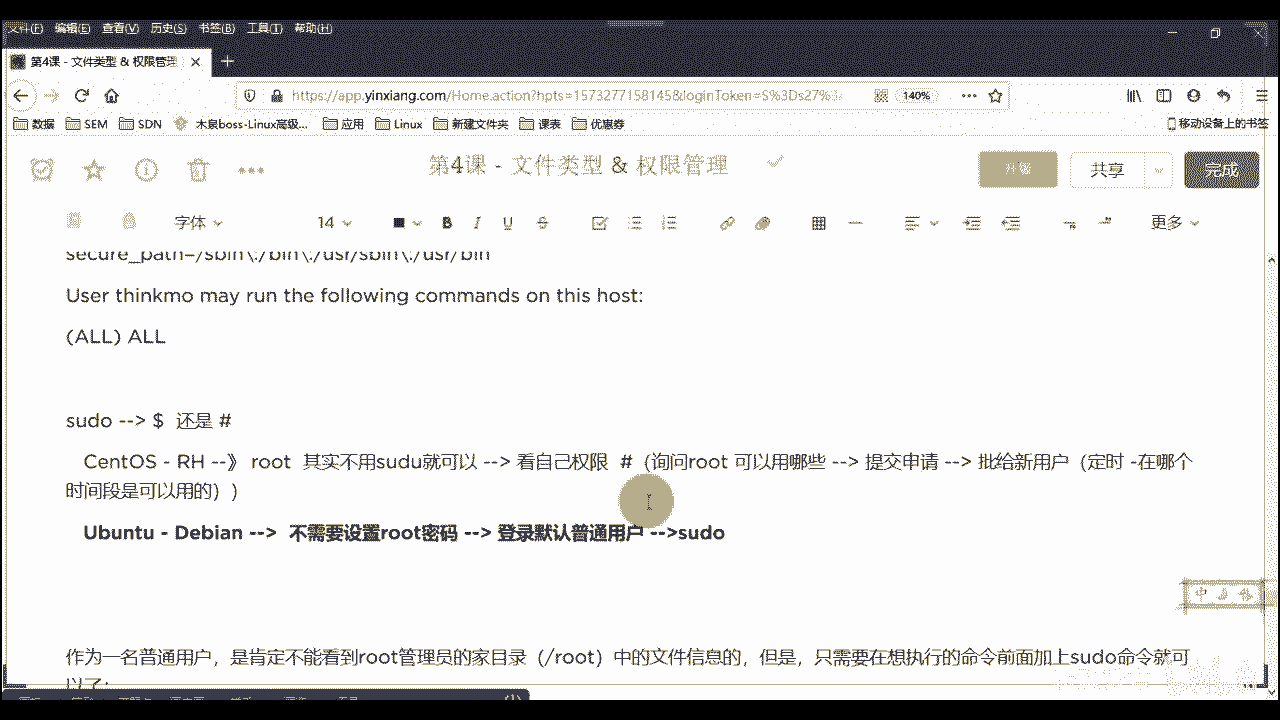 文件(F) 编辑(E) 查看(V) 历史(S) 书签(B) 工具(T) 帮助(H)
第4课 - 文件类型 & 权限管理
https://app.yinxiang.com/Home.action?hpts=1573277158145&loginToken=S%3Ds27%3
140%
数据 SEM SDN 木泉boss-Linux高级... 应用 Linux 新建文件夹 课表 优惠券 移动设备上的书签
第4课 - 文件类型 & 权限管理
升级 共享 完成
字体 14 B I U 更多
secure_path=/sbin\:/bin\:/usr/sbin\:/usr/bin
User thinkmo may run the following commands on this host:
(ALL) ALL
sudo --> $ 还是 #
CentOS - RH --》 root 其实不用sudu就可以 --> 看自己权限 #（询问root 可以用哪些 --> 提交申请 --> 批给新用户（定时 -在哪个
时间段是可以用的））
Ubuntu - Debian --> 不需要设置root密码 --> 登录默认普通用户 -->sudo
中
作为一名普通用户，是肯定不能看到root管理员的家目录（/root）中的文件信息的，但是，只需要在想执行的命令前面加上sudo命令就可
以了：